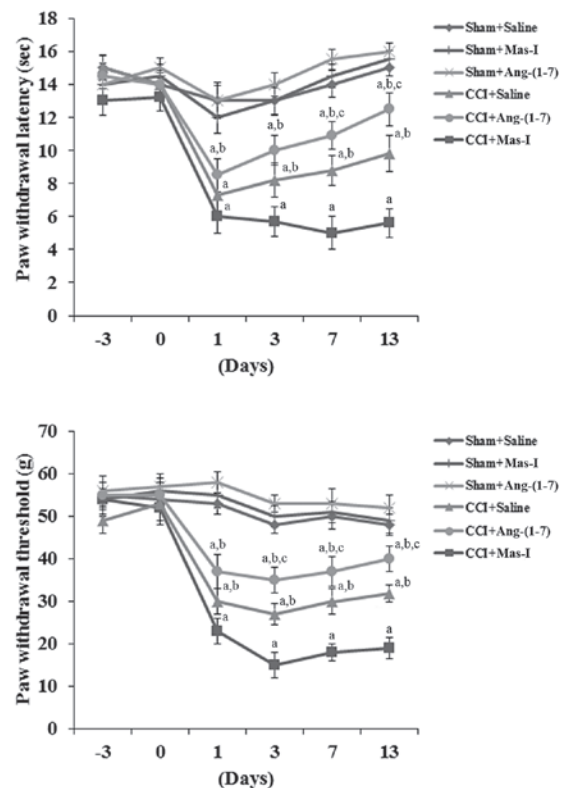 Paw withdrawal latency (sec)
18
16
14
12
10
8
6
4
2
0
-3 0 1 3 7 13
(Days)
a,b
a
a
a,b
a,b
a
a,b,c
a,b
a
a,b,c
a,b
a
Sham+Saline
Sham+Mas-I
Sham+Ang-(1-7)
CCI+Saline
CCI+Ang-(1-7)
CCI+Mas-I
Paw withdrawal threshold (g)
70
60
50
40
30
20
10
0
-3 0 1 3 7 13
(Days)
a,b
a,b
a
a,b,c
a,b
a
a,b,c
a,b
a
a,b,c
a,b
a
Sham+Saline
Sham+Mas-I
Sham+Ang-(1-7)
CCI+Saline
CCI+Ang-(1-7)
CCI+Mas-I